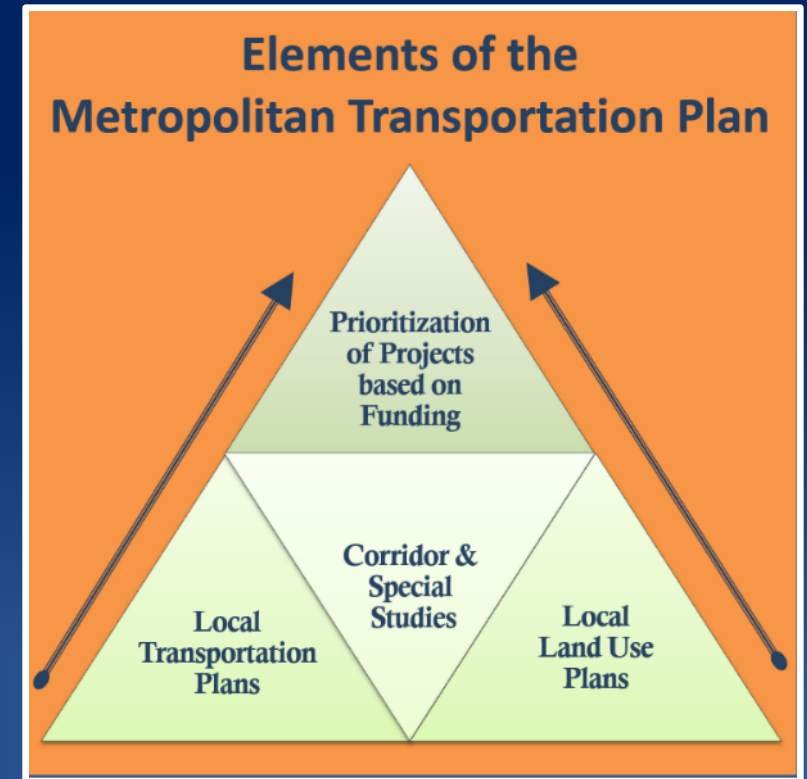 Elements of the
Metropolitan Transportation Plan
Prioritization
of Projects
based on
Funding
Corridor &
Special
Studies
Local
Transportation
Plans
Local
Land Use
Plans